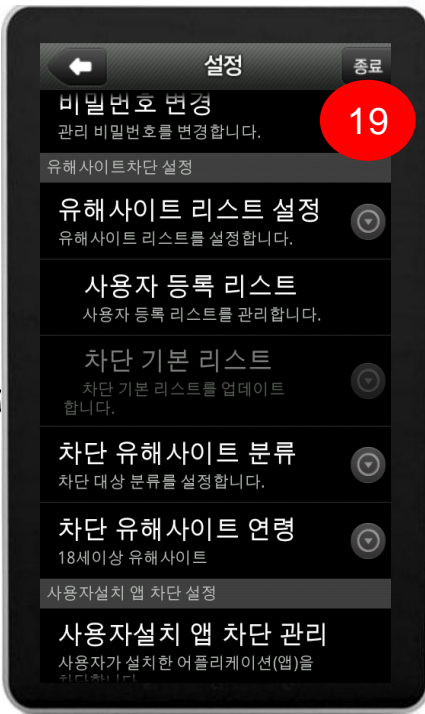 설정
종료
19
비밀번호 변경
관리 비밀번호를 변경합니다.
유해사이트차단 설정
유해사이트 리스트 설정
유해사이트 리스트를 설정합니다.
사용자 등록 리스트
사용자 등록 리스트를 관리합니다.
차단 기본 리스트
차단 기본 리스트를 업데이트
합니다.
차단 유해사이트 분류
차단 대상 분류를 설정합니다.
차단 유해사이트 연령
18세이상 유해사이트
사용자설치 앱 차단 설정
사용자설치 앱 차단 관리
사용자가 설치한 어플리케이션(앱)을
차단합니다